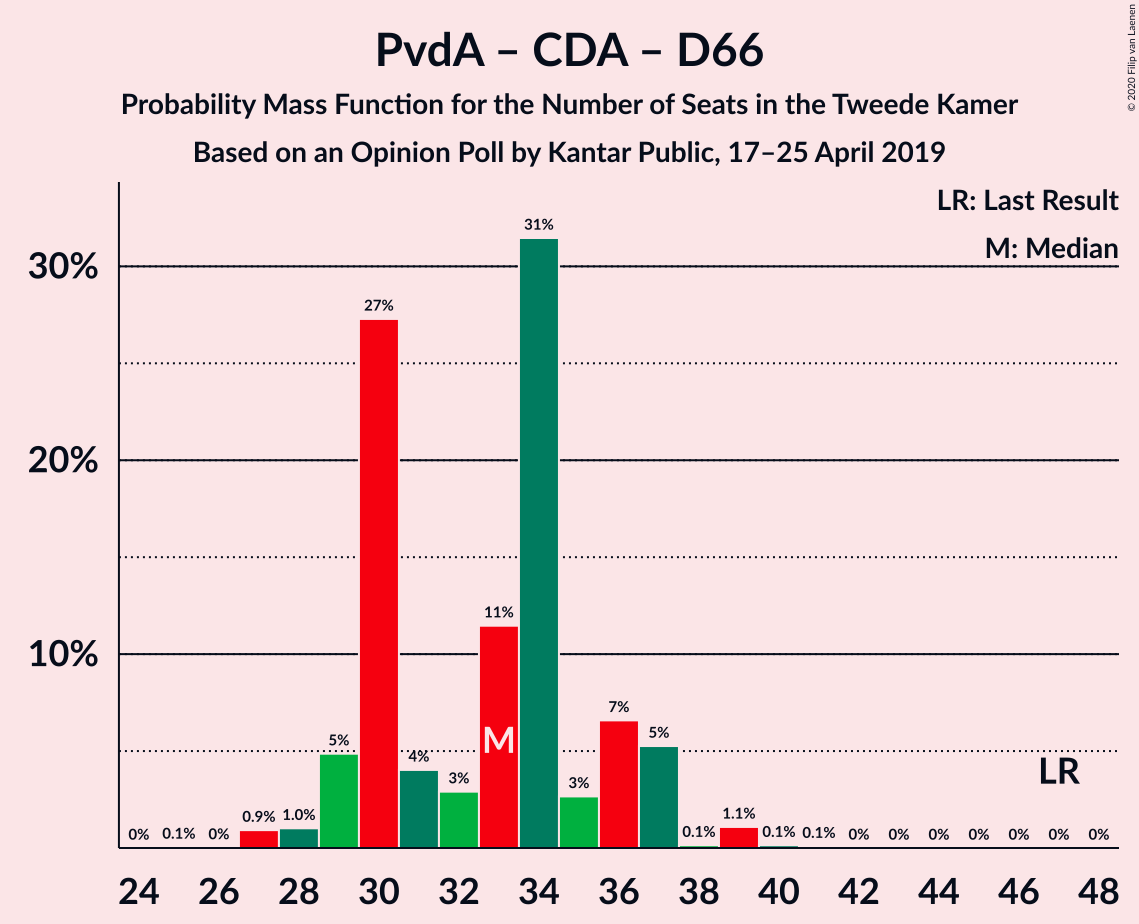 PvdA – CDA – D66
Probability Mass Function for the Number of Seats in the Tweede Kamer
Based on an Opinion Poll by Kantar Public, 17–25 April 2019
© 2020 Filip van Laenen
LR: Last Result
M: Median
30%
20%
10%
0% 0.1% 0% 0.9% 1.0% 5% 27% 4% 3% 11% 31% 3% 7% 5% 0.1% 1.1% 0.1% 0.1% 0% 0% 0% 0% 0% 0% 0%
M
LR
24 26 28 30 32 34 36 38 40 42 44 46 48